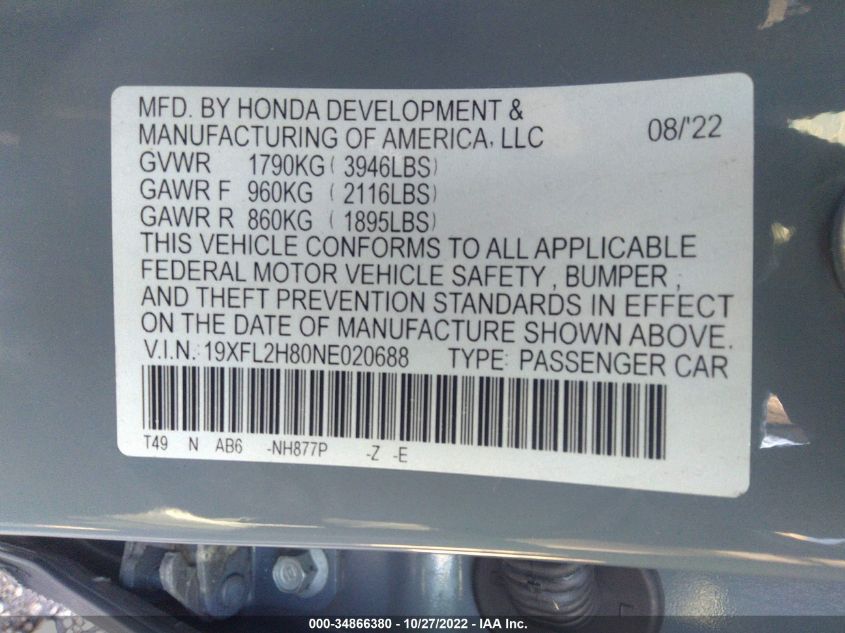 MFD. BY HONDA DEVELOPMENT &
MANUFACTURING OF AMERICA, LLC 08/'22
GVWR 1790KG (3946LBS)
GAWR F 960KG (2116LBS)
GAWR R 860KG (1895LBS)
THIS VEHICLE CONFORMS TO ALL APPLICABLE
FEDERAL MOTOR VEHICLE SAFETY, BUMPER,
AND THEFT PREVENTION STANDARDS IN EFFECT
ON THE DATE OF MANUFACTURE SHOWN ABOVE.
V.I.N.: 19XFL2H80NE020688 TYPE: PASSENGER CAR
T49 N AB6 -NH877P -Z -E
000-34866380 - 10/27/2022 - IAA Inc.